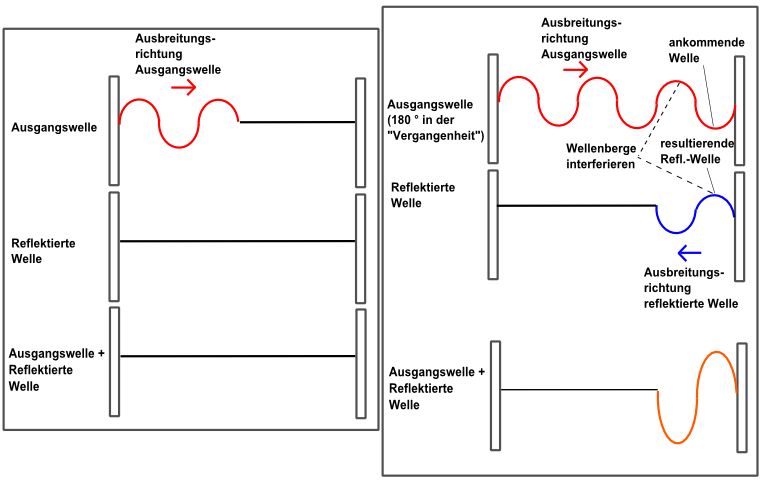 Ausbreitungs-
richtung
Ausgangswelle
Ausgangswelle
Reflektierte
Welle
Ausgangswelle +
Reflektierte
Welle
Ausbreitungs-
richtung
Ausgangswelle
ankommende
Welle
Ausgangswelle
(180 ° in der
"Vergangenheit")
Wellenberge
interferieren
resultierende
Refl.-Welle
Reflektierte
Welle
Ausbreitungs-
richtung
reflektierte Welle
Ausgangswelle +
Reflektierte
Welle